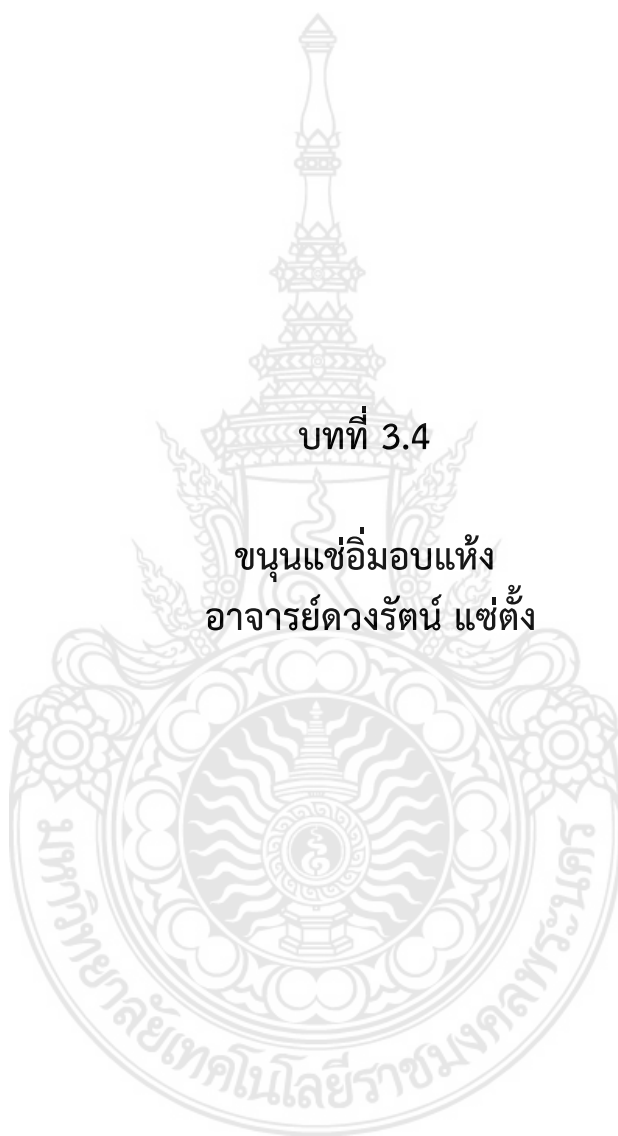 บทที่ 3.4
ขนุนแช่อิ่มอบแห้ง
อาจารย์ดวงรัตน์ แซ่ตั้ง
มหาวิทยาลัยเทคโนโลยีราชมงคลพระนคร